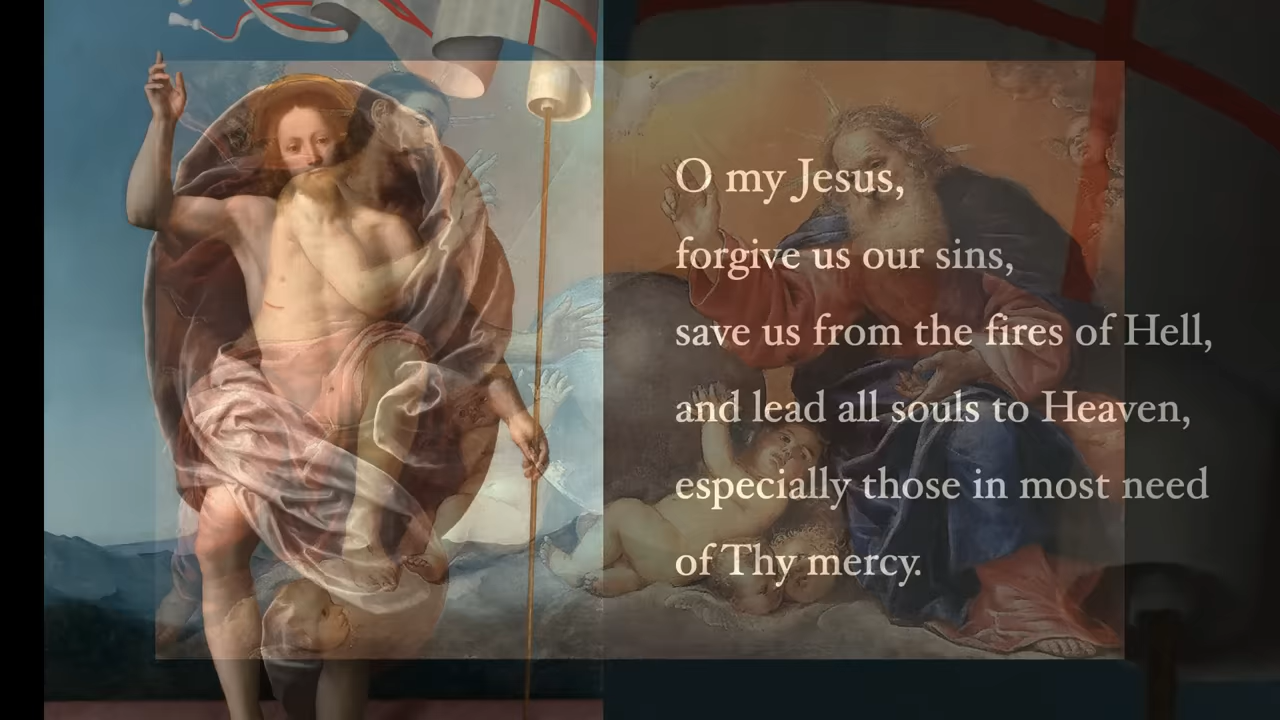 O my Jesus,
forgive us our sins,
save us from the fires of Hell,
and lead all souls to Heaven,
especially those in most need
of Thy mercy.